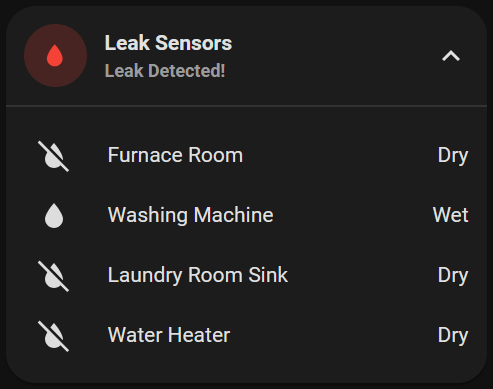 Leak Sensors
Leak Detected!
Furnace Room Dry
Washing Machine Wet
Laundry Room Sink Dry
Water Heater Dry